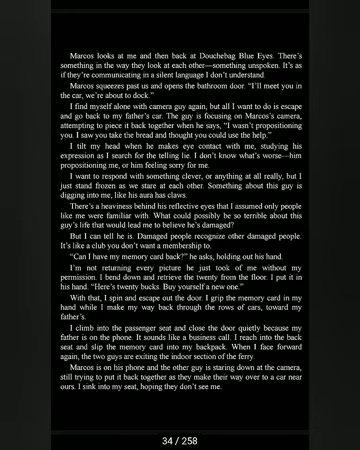 Marcos looks at me and then back at Douchebag Blue Eyes. There's
something in the way they look at each other—something unspoken. It's as
if they're communicating in a silent language I don't understand.
Marcos squeezes past us and opens the bathroom door. "I'll meet you in
the car, we're about to dock."
I find myself alone with camera guy again, but all I want to do is escape
and go back to my father's car. The guy is focusing on Marcos's camera,
attempting to piece it back together when he says, "I wasn't propositioning
you. I saw you take the bread and thought you could use the help."
I tilt my head when he makes eye contact with me, studying his
expression as I search for the telling lie. I don't know what's worse—him
propositioning me, or him feeling sorry for me.
I want to respond with something clever, or anything at all really, but I
just stand frozen as we stare at each other. Something about this guy is
digging into me, like his aura has claws.
There's a heaviness behind his reflective eyes that I assumed only people
like me were familiar with. What could possibly be so terrible about this
guy's life that would lead me to believe he's damaged?
But I can tell he is. Damaged people recognize other damaged people.
It's like a club you don't want a membership to.
"Can I have my memory card back?" he asks, holding out his hand.
I'm not returning every picture he just took of me without my
permission. I bend down and retrieve the twenty from the floor. I put it in
his hand. "Here's twenty bucks. Buy yourself a new one."
With that, I spin and escape out the door. I grip the memory card in my
hand while I make my way back through the rows of cars, toward my
father's.
I climb into the passenger seat and close the door quietly because my
father is on the phone. It sounds like a business call. I reach into the back
seat and slip the memory card into my backpack. When I face forward
again, the two guys are exiting the indoor section of the ferry.
Marcos is on his phone and the other guy is staring down at the camera,
still trying to put it back together as they make their way over to a car near
ours. I sink into my seat, hoping they don't see me.
34 / 258